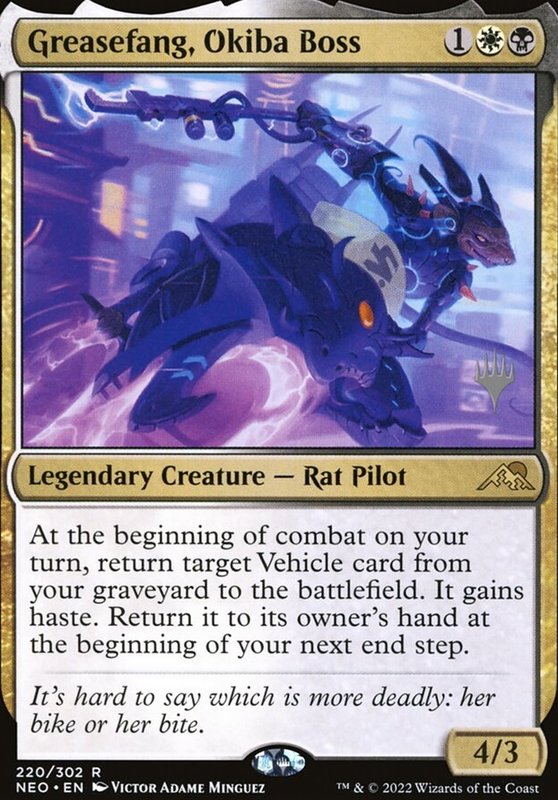 Greasefang, Okiba Boss 1
Legendary Creature — Rat Pilot
At the beginning of combat on your
turn, return target Vehicle card from
your graveyard to the battlefield. It gains
haste. Return it to its owner's hand at
the beginning of your next end step.
It's hard to say which is more deadly: her
bike or her bite.
4/3
220/302 R
NEO • EN Victor Adame Minguez
™ & © 2022 Wizards of the Coast